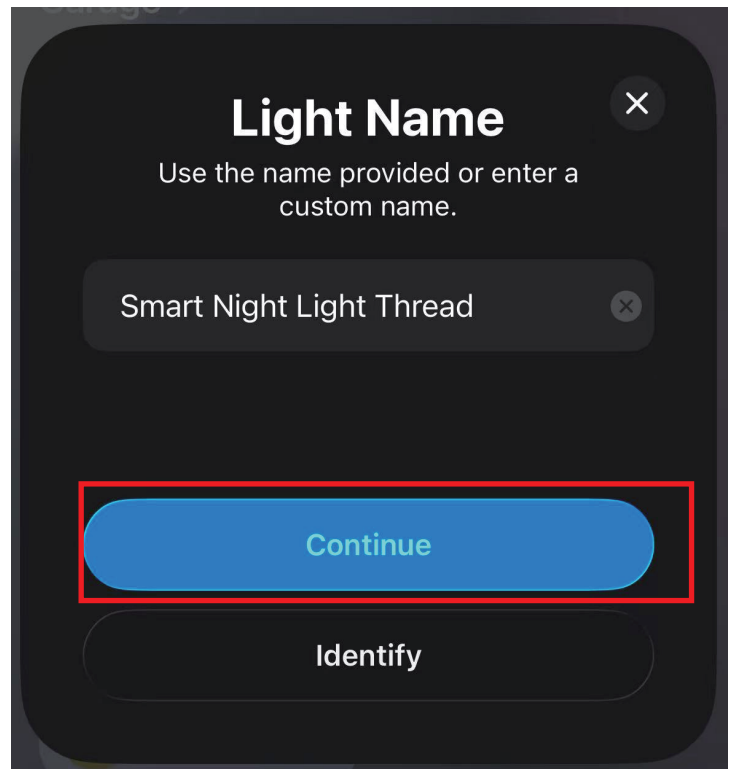 Light Name
Use the name provided or enter a
custom name.
Smart Night Light Thread
Continue
Identify